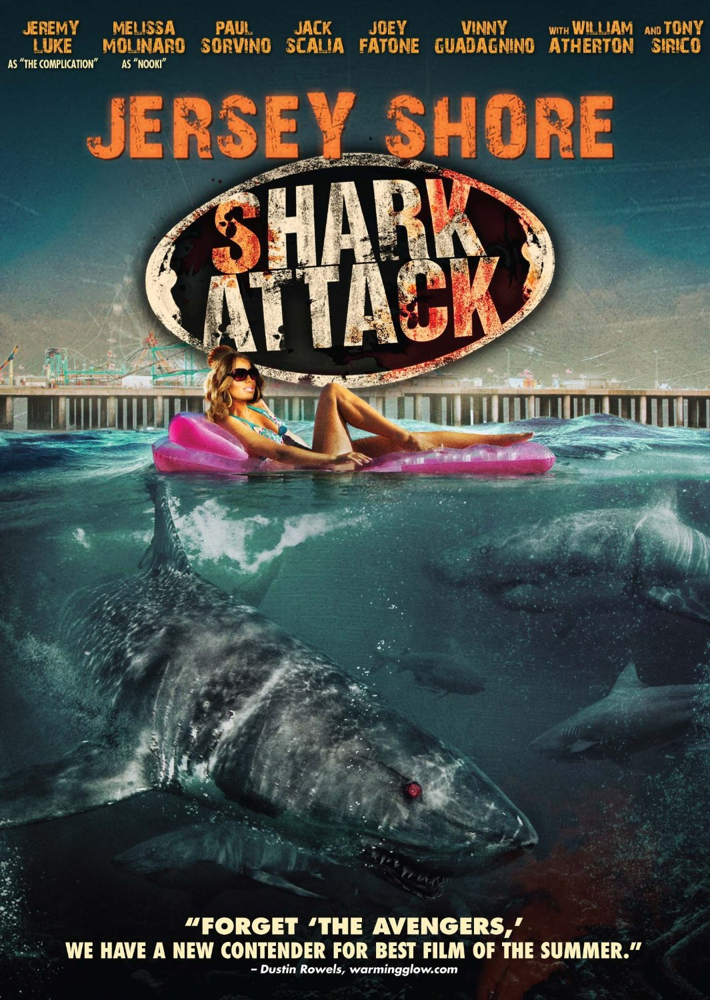 JEREMY LUKE
AS "THE COMPLICATION"
MELISSA MOLINARO
AS "NOOKI"
PAUL SORVINO
JACK SCALIA
JOEY FATONE
VINNY GUADAGNINO
WITH WILLIAM ATHERTON
AND TONY SIRICO
JERSEY SHORE
SHARK
ATTACK
“FORGET ‘THE AVENGERS,’
WE HAVE A NEW CONTENDER FOR BEST FILM OF THE SUMMER.”
– Dustin Rowels, warmingglow.com